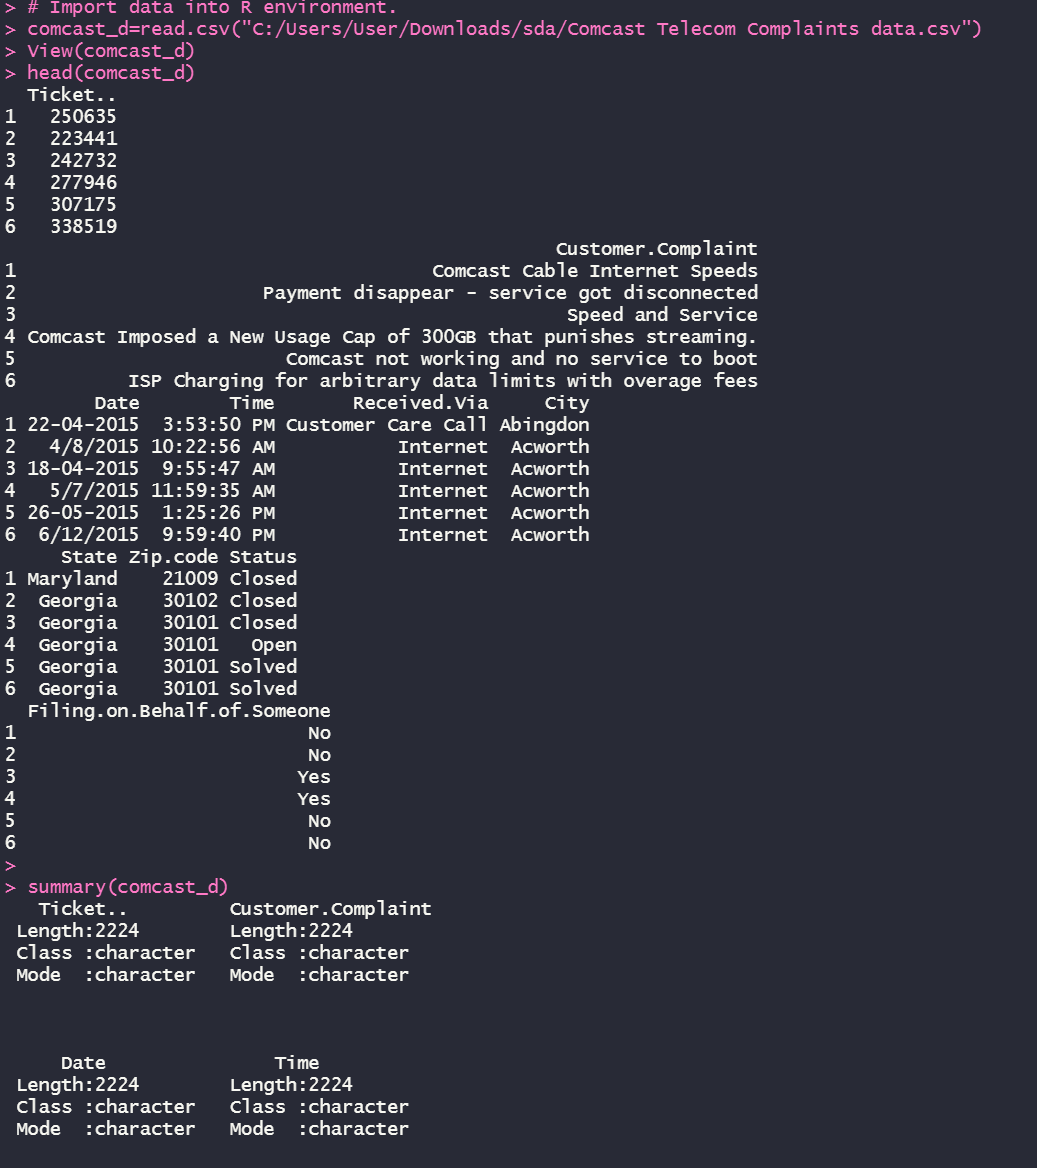 > # Import data into R environment.
> comcast_d=read.csv("C:/Users/User/Downloads/sda/Comcast Telecom Complaints data.csv")
> View(comcast_d)
> head(comcast_d)
  Ticket..
1   250635
2   223441
3   242732
4   277946
5   307175
6   338519
                                               Customer.Complaint
1                                    Comcast Cable Internet Speeds
2                     Payment disappear - service got disconnected
3                                                Speed and Service
4 Comcast Imposed a New Usage Cap of 300GB that punishes streaming.
5                       Comcast not working and no service to boot
6         ISP Charging for arbitrary data limits with overage fees
        Date        Time       Received.Via     City
1 22-04-2015  3:53:50 PM Customer Care Call Abingdon
2   4/8/2015 10:22:56 AM           Internet  Acworth
3 18-04-2015  9:55:47 AM           Internet  Acworth
4   5/7/2015 11:59:35 AM           Internet  Acworth
5 26-05-2015  1:25:26 PM           Internet  Acworth
6  6/12/2015  9:59:40 PM           Internet  Acworth
     State Zip.code Status
1 Maryland    21009 Closed
2  Georgia    30102 Closed
3  Georgia    30101 Closed
4  Georgia    30101   Open
5  Georgia    30101 Solved
6  Georgia    30101 Solved
  Filing.on.Behalf.of.Someone
1                          No
2                          No
3                         Yes
4                         Yes
5                          No
6                          No
>
> summary(comcast_d)
   Ticket..         Customer.Complaint
 Length:2224        Length:2224
 Class :character   Class :character
 Mode  :character   Mode  :character
     Date               Time
 Length:2224        Length:2224
 Class :character   Class :character
 Mode  :character   Mode  :character